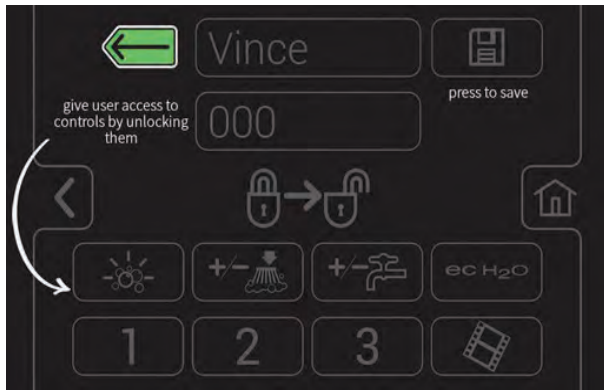 Vince
press to save
give user access to
controls by unlocking
them
000
+/-
+/-
ec H2O
1
2
3